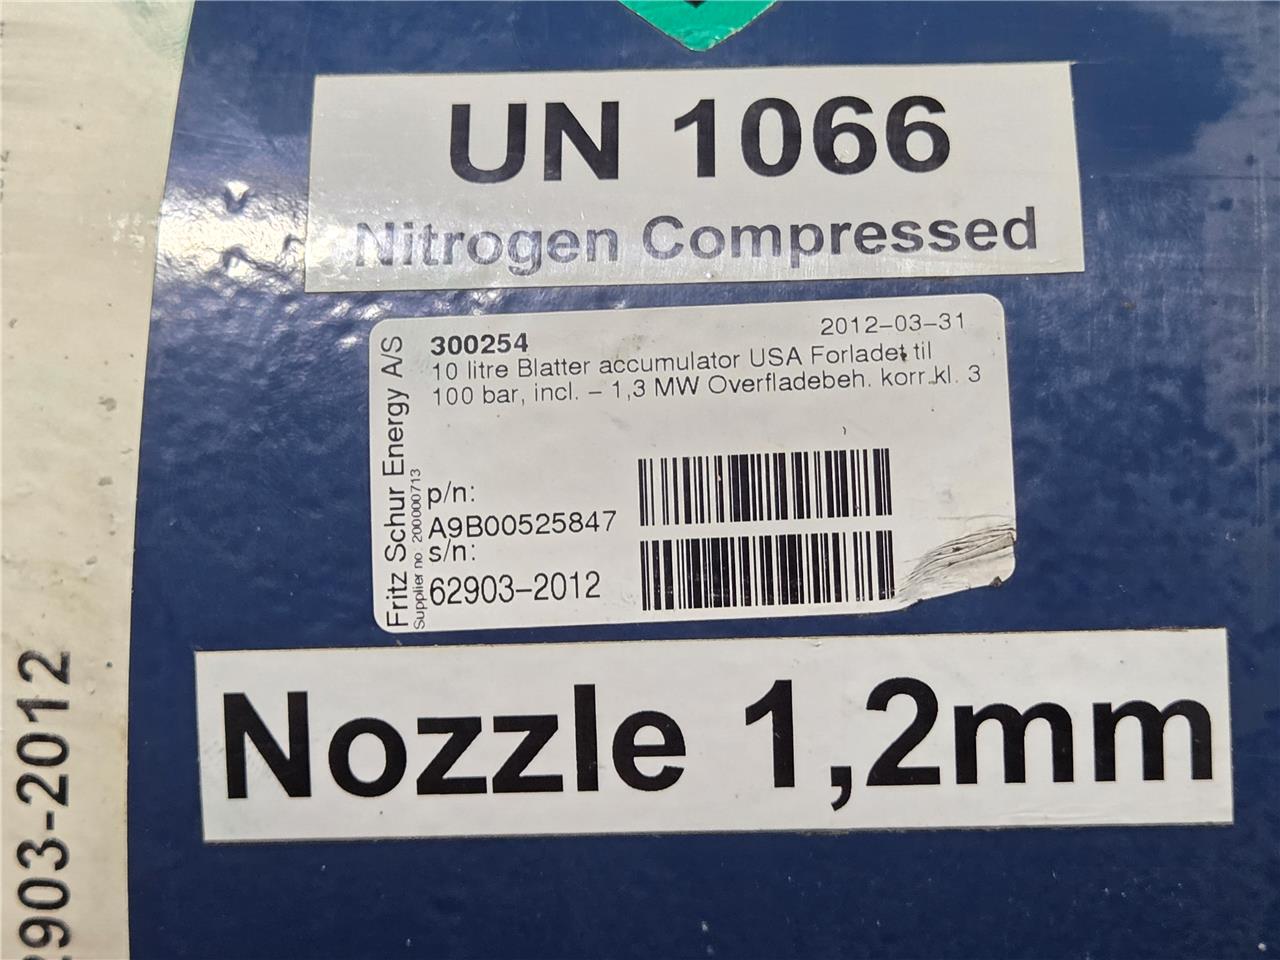 UN 1066
Nitrogen Compressed
Fritz Schur Energy A/S
Supplier no: 200000713
300254
2012-03-31
10 litre Blatter accumulator USA Forladet til
100 bar, incl. - 1,3 MW Overfladebeh. korr.kl. 3
p/n:
A9B00525847
s/n:
62903-2012
Nozzle 1,2mm
903-2012